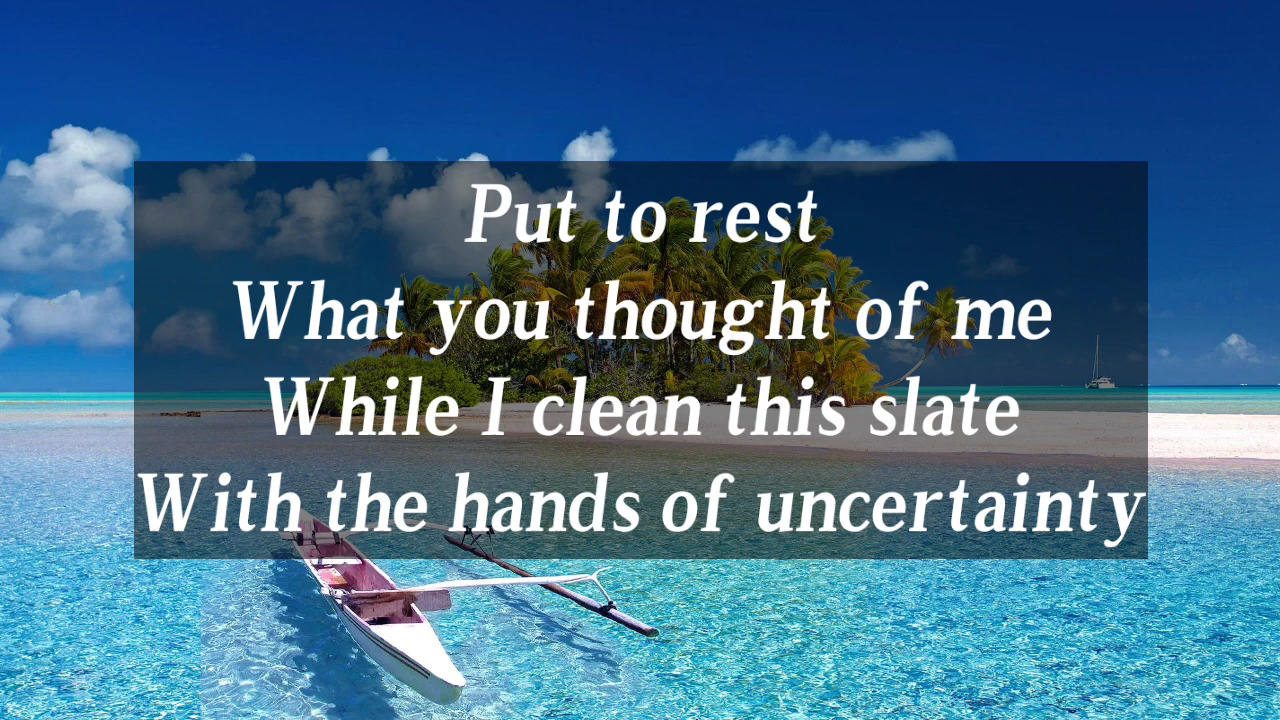 Put to rest
What you thought of me
While I clean this slate
With the hands of uncertainty